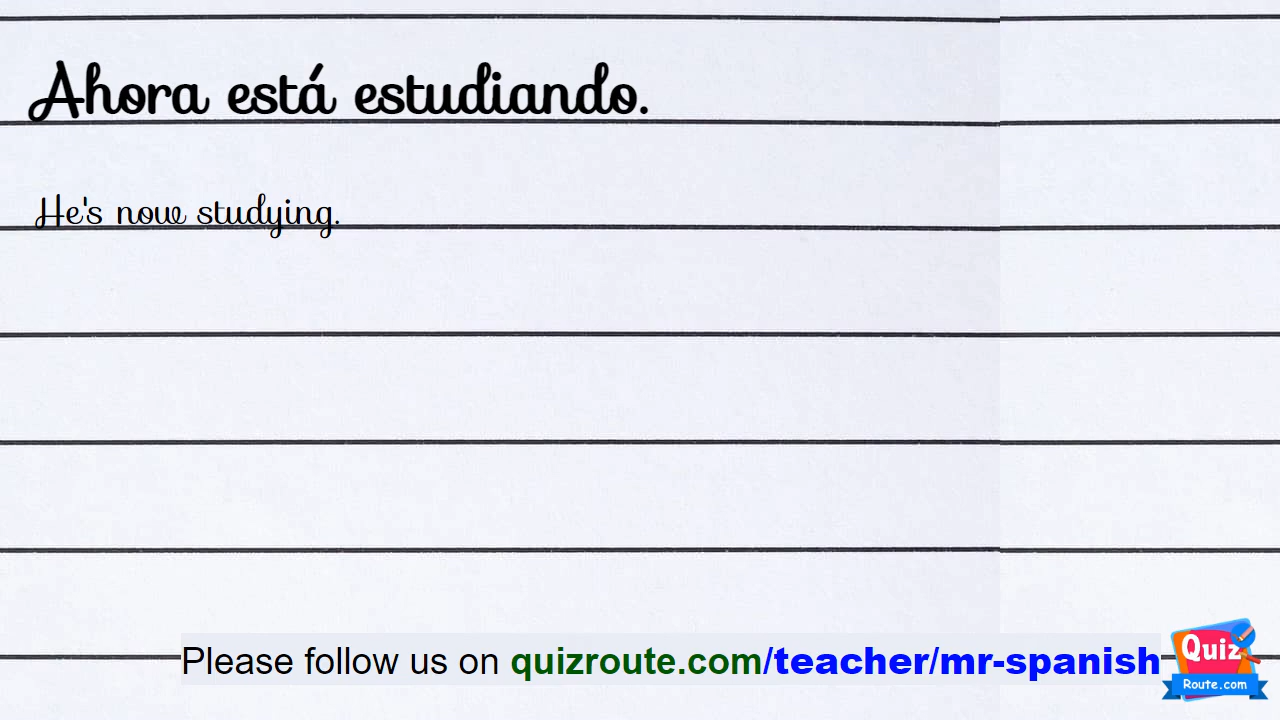 Ahora está estudiando.
He's now studying.
Please follow us on quizroute.com/teacher/mr-spanish
Quiz
Route.com